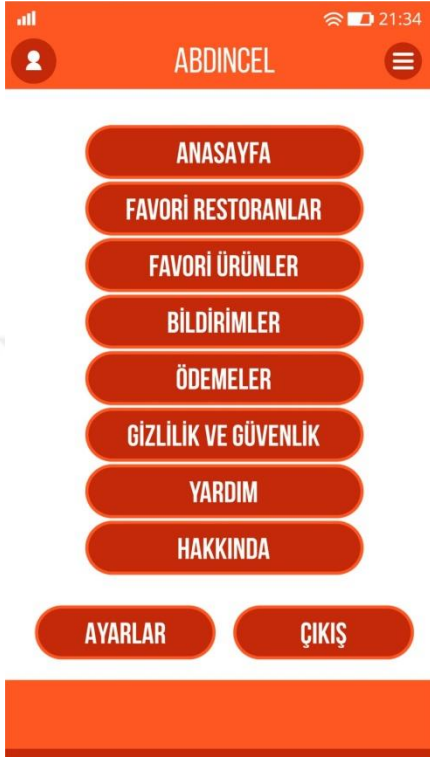 21:34
ABDINCEL
ANASAYFA
FAVORİ RESTORANLAR
FAVORİ ÜRÜNLER
BİLDİRİMLER
ÖDEMELER
GİZLİLİK VE GÜVENLİK
YARDIM
HAKKINDA
AYARLAR
ÇIKIŞ